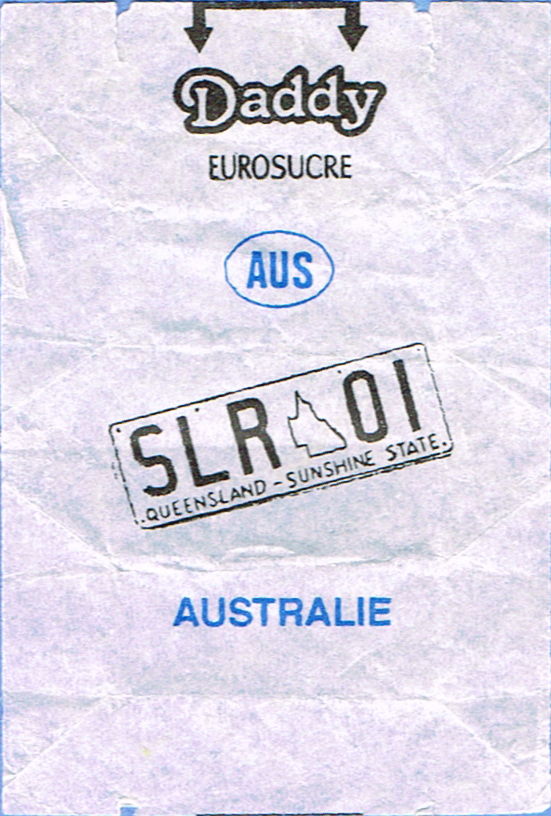 Daddy
EUROSUCRE
AUS
SLR 01
QUEENSLAND - SUNSHINE STATE
AUSTRALIE